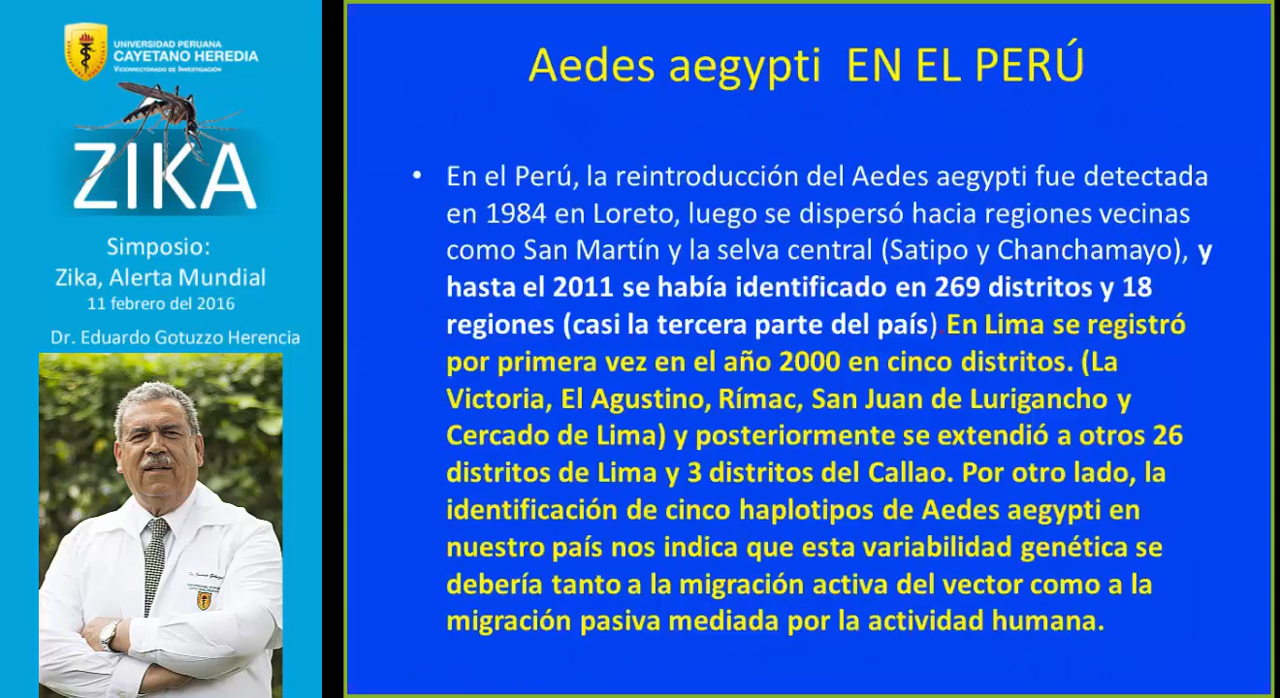 UNIVERSIDAD PERUANA
CAYETANO HEREDIA
VICERRECTORADO DE INVESTIGACIÓN
ZIKA
Simposio:
Zika, Alerta Mundial
11 febrero del 2016
Dr. Eduardo Gotuzzo Herencia
Aedes aegypti EN EL PERÚ
• En el Perú, la reintroducción del Aedes aegypti fue detectada
en 1984 en Loreto, luego se dispersó hacia regiones vecinas
como San Martín y la selva central (Satipo y Chanchamayo), y
hasta el 2011 se había identificado en 269 distritos y 18
regiones (casi la tercera parte del país).En Lima se registró
por primera vez en el año 2000 en cinco distritos. (La
Victoria, El Agustino, Rímac, San Juan de Lurigancho y
Cercado de Lima) y posteriormente se extendió a otros 26
distritos de Lima y 3 distritos del Callao. Por otro lado, la
identificación de cinco haplotipos de Aedes aegypti en
nuestro país nos indica que esta variabilidad genética se
debería tanto a la migración activa del vector como a la
migración pasiva mediada por la actividad humana.